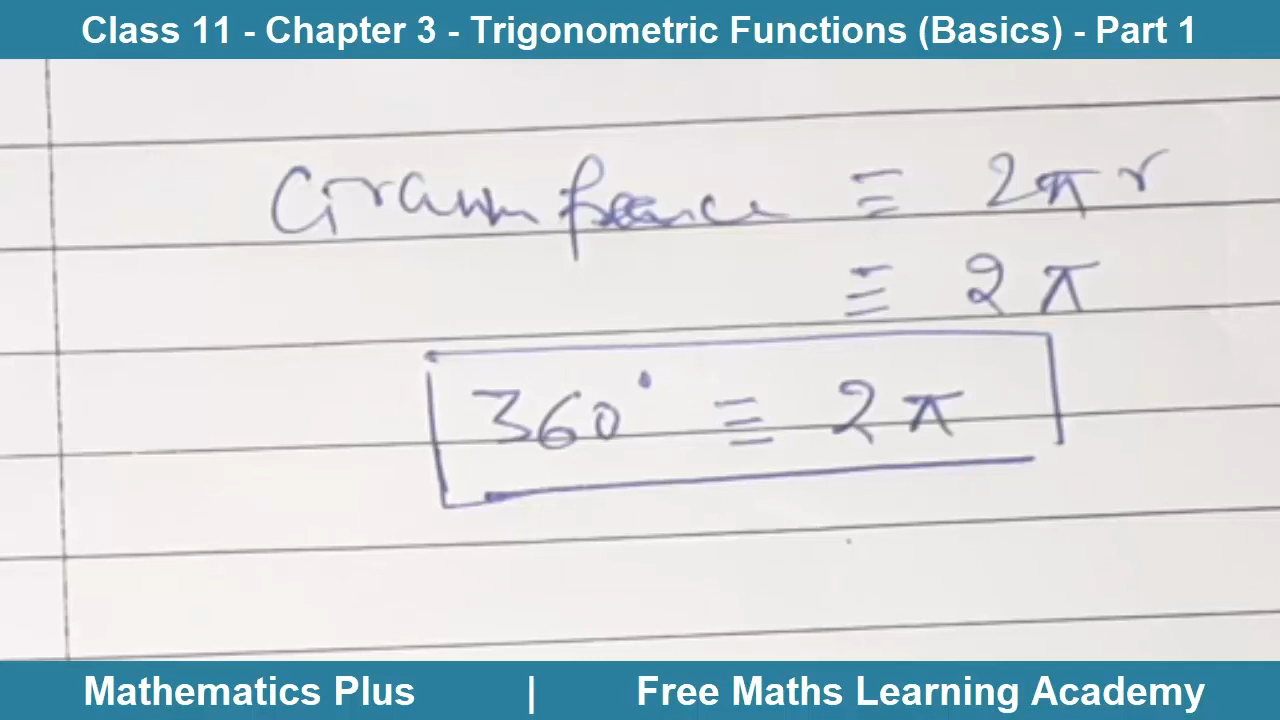 Class 11 - Chapter 3 - Trigonometric Functions (Basics) - Part 1
≡ 2πr
≡ 2π
360° ≡ 2π
Mathematics Plus | Free Maths Learning Academy